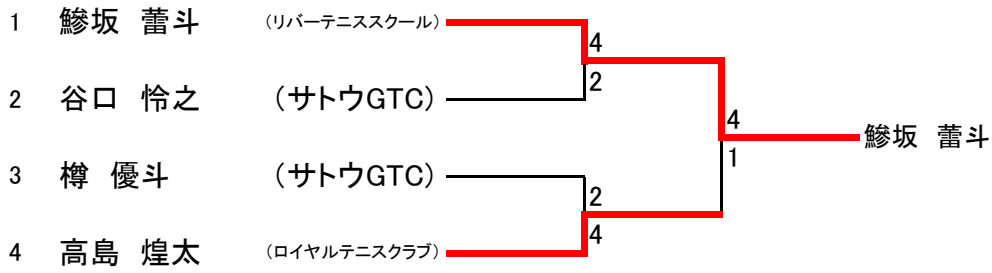 1 鯵坂 蕾斗 (リバーテニススクール)
4
2
2 谷口 怜之 (サトウGTC)
4
1
鯵坂 蕾斗
3 樽 優斗 (サトウGTC)
2
4
4 高島 煌太 (ロイヤルテニスクラブ)